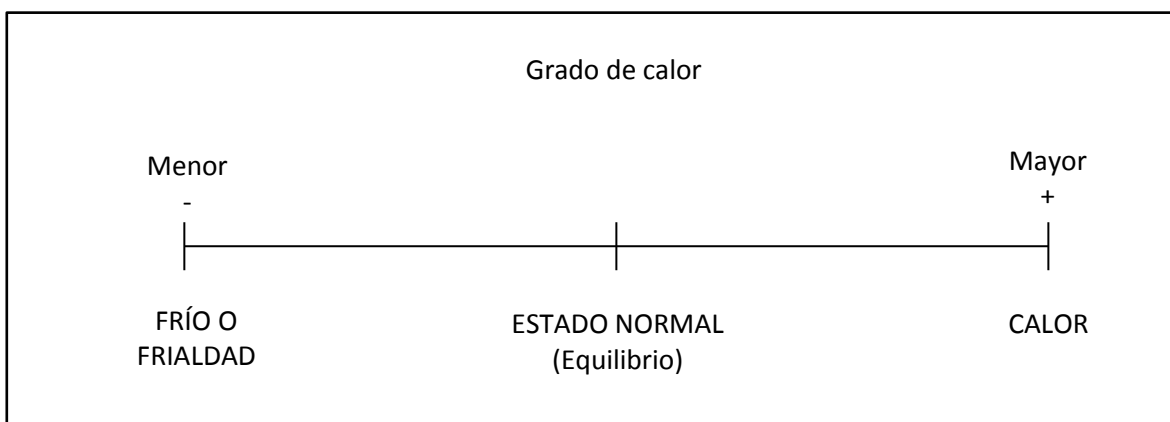 Grado de calor
Menor
-
Mayor
+
FRÍO O
FRIALDAD
ESTADO NORMAL
(Equilibrio)
CALOR